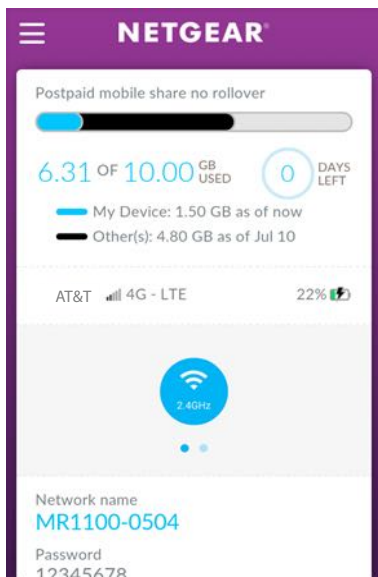 NETGEAR®
Postpaid mobile share no rollover
6.31 OF 10.00 GB USED 0 DAYS LEFT
My Device: 1.50 GB as of now
Other(s): 4.80 GB as of Jul 10
AT&T 4G - LTE 22%
2.4GHz
Network name
MR1100-0504
Password
12345678